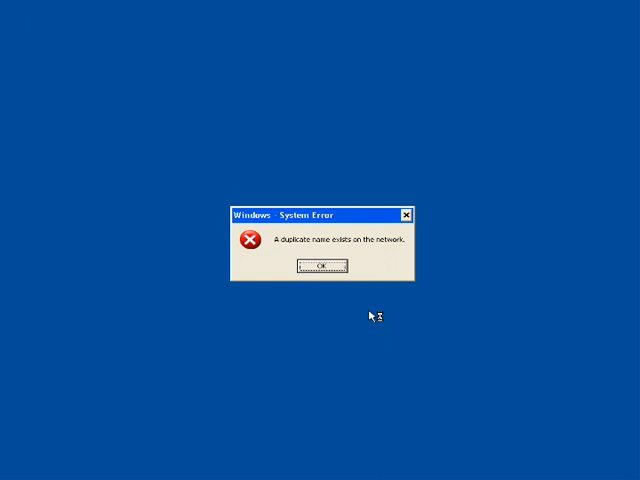 Windows - System Error
A duplicate name exists on the network.
OK